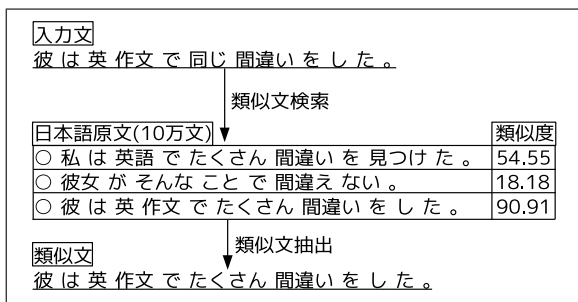 入力文
彼 は 英 作文 で 同じ 間違い を し た 。
類似文検索
日本語原文(10万文) 類似度
○ 私 は 英語 で たくさん 間違い を 見つけ た 。 54.55
○ 彼女 が そんな こと で 間違え ない 。 18.18
○ 彼 は 英 作文 で たくさん 間違い を し た 。 90.91
類似文抽出
類似文
彼 は 英 作文 で たくさん 間違い を し た 。